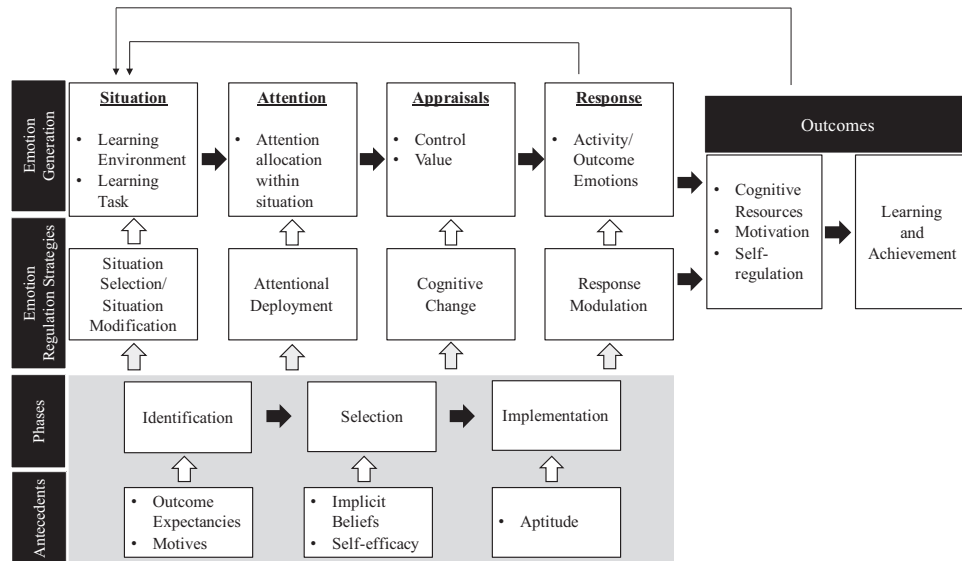 Emotion
Generation
Situation
• Learning
Environment
• Learning
Task
Attention
• Attention
allocation
within
situation
Appraisals
• Control
• Value
Response
• Activity/
Outcome
Emotions
Outcomes
• Cognitive
Resources
• Motivation
• Self-
regulation
Learning
and
Achievement
Emotion
Regulation Strategies
Situation
Selection/
Situation
Modification
Attentional
Deployment
Cognitive
Change
Response
Modulation
Phases
Identification
Selection
Implementation
Antecedents
• Outcome
Expectancies
• Motives
• Implicit
Beliefs
• Self-efficacy
• Aptitude